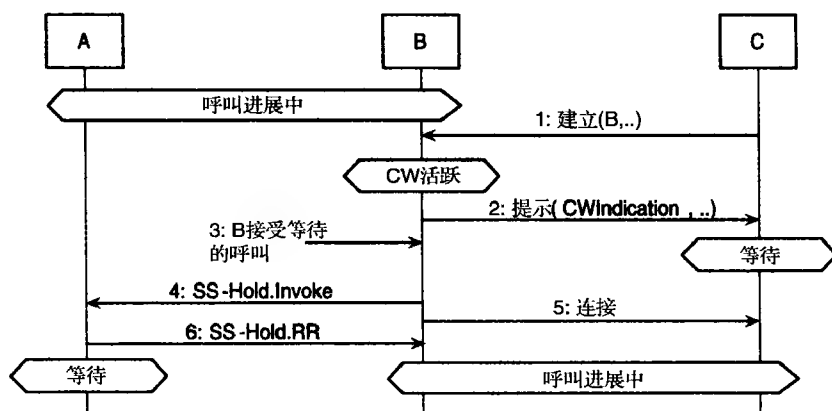 A
B
C
呼叫进展中
1: 建立(B,..)
CW活跃
2: 提示( CWIndication , ..)
3: B接受等待
的呼叫
等待
4: SS-Hold.Invoke
5: 连接
6: SS-Hold.RR
等待
呼叫进展中